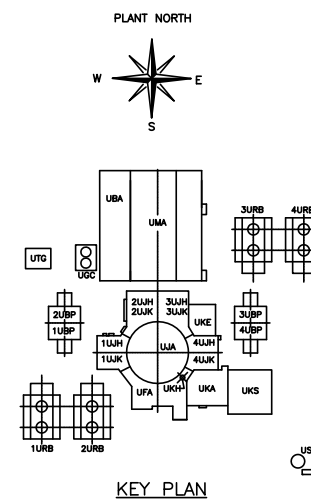 PLANT NORTH
W E
S
UBA
UMA
3URB 4URB
UTG
UGC
2UJH 3UJH
2UJK 3UJK
2UBP
1UBP
UKE
3UBP
4UBP
1UJH
UJA
4UJH
1UJK
4UJK
UFA
UKH
UKA
UKS
1URB 2URB
KEY PLAN